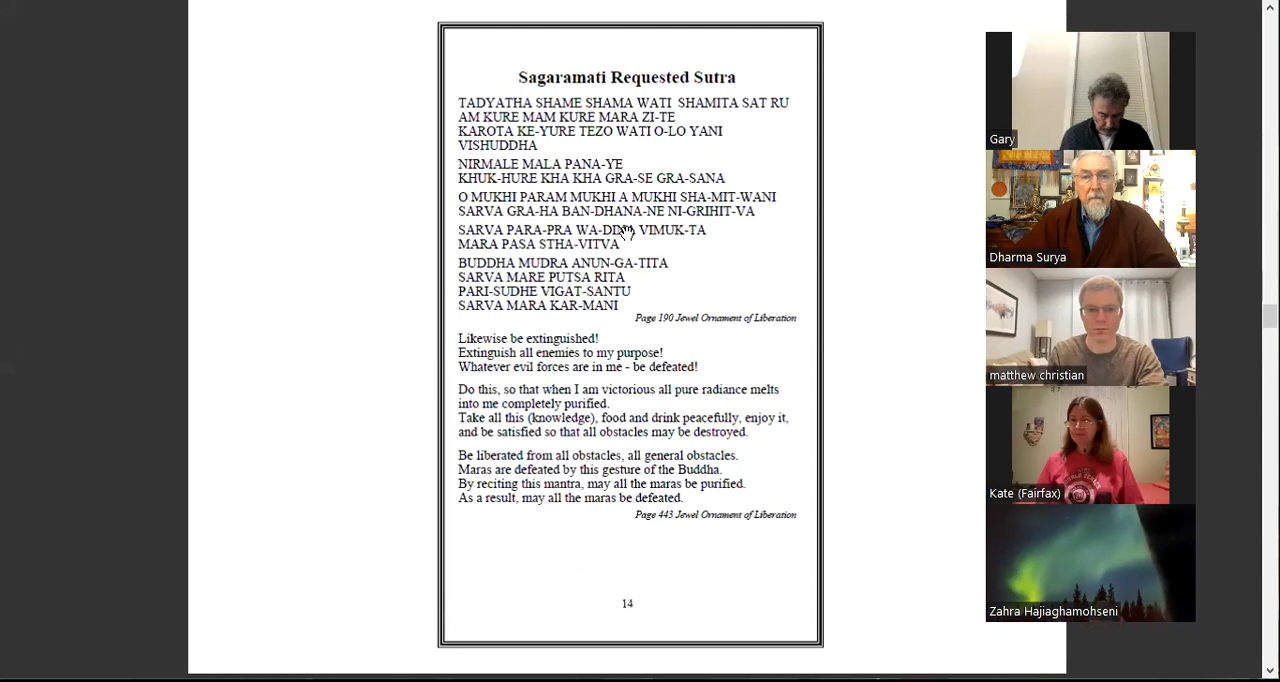 Sagaramati Requested Sutra
TADYATHA SHAME SHAMA WATI SHAMITA SAT RU
AM KURE MAM KURE MARA ZI-TE
KAROTA KE-YURE TEZO WATI O-LO YANI
VISHUDDHA
NIRMALE MALA PANA-YE
KHUK-HURE KHA KHA GRA-SE GRA-SANA
O MUKHI PARAM MUKHI A MUKHI SHA-MIT-WANI
SARVA GRA-HA BAN-DHANA-NE NI-GRIHIT-VA
SARVA PARA-PRA VIMUK-TA
MARA PASA STHA-VITVA
BUDDHA MUDRA ANUN-GA-TITA
SARVA MARE PUTSA RITA
PARI-SUDHE VIGAT-SANTU
SARVA MARA KAR-MANI
Page 190 Jewel Ornament of Liberation
Likewise be extinguished!
Extinguish all enemies to my purpose!
Whatever evil forces are in me - be defeated!
Do this, so that when I am victorious all pure radiance melts
into me completely purified.
Take all this (knowledge), food and drink peacefully, enjoy it,
and be satisfied so that all obstacles may be destroyed.
Be liberated from all obstacles, all general obstacles.
Maras are defeated by this gesture of the Buddha.
By reciting this mantra, may all the maras be purified.
As a result, may all the maras be defeated.
Page 443 Jewel Ornament of Liberation
14
Gary
Dharma Surya
matthew christian
Kate (Fairfax)
Zahra Hajiaghamohseni